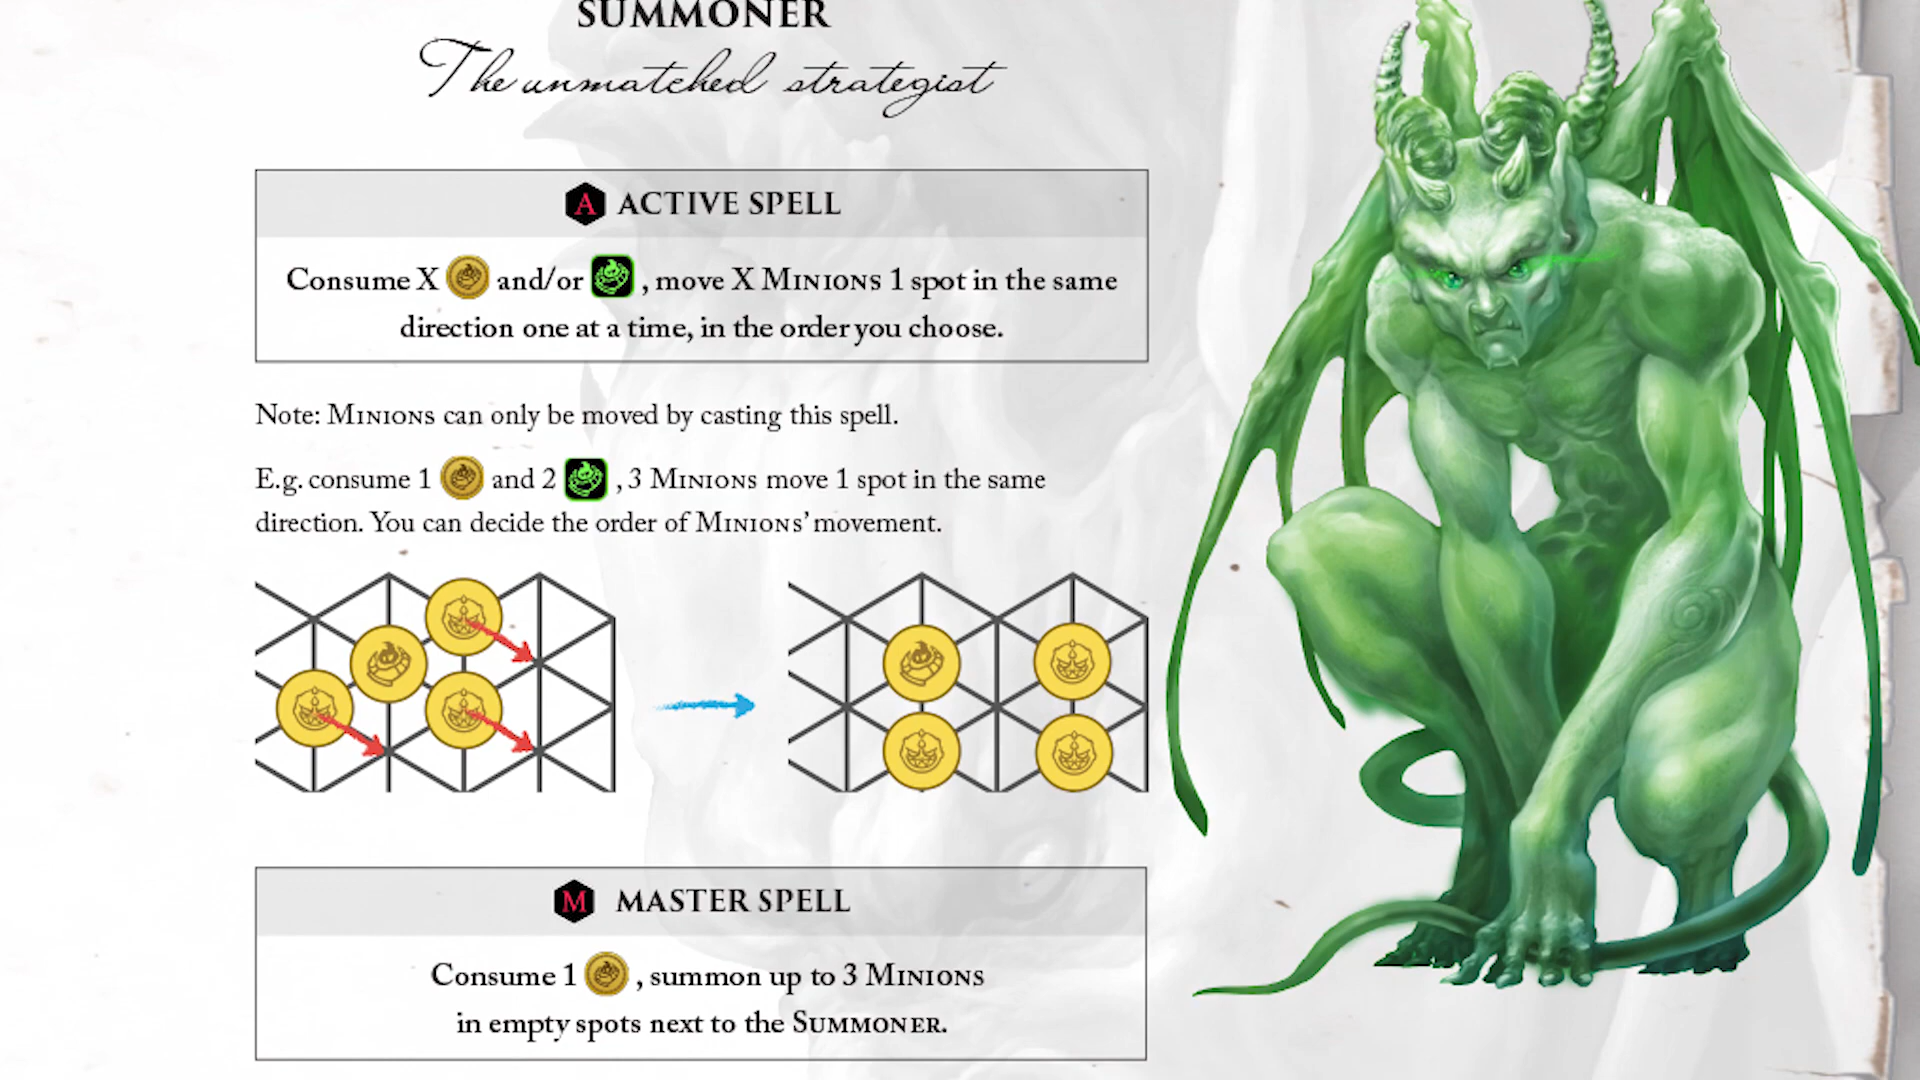 SUMMONER
The unmatched strategist
A ACTIVE SPELL
Consume X and/or , move X MINIONS 1 spot in the same
direction one at a time, in the order you choose.
Note: MINIONS can only be moved by casting this spell.
E.g. consume 1 and 2 , 3 MINIONS move 1 spot in the same
direction. You can decide the order of MINIONS' movement.
M MASTER SPELL
Consume 1 , summon up to 3 MINIONS
in empty spots next to the SUMMONER.